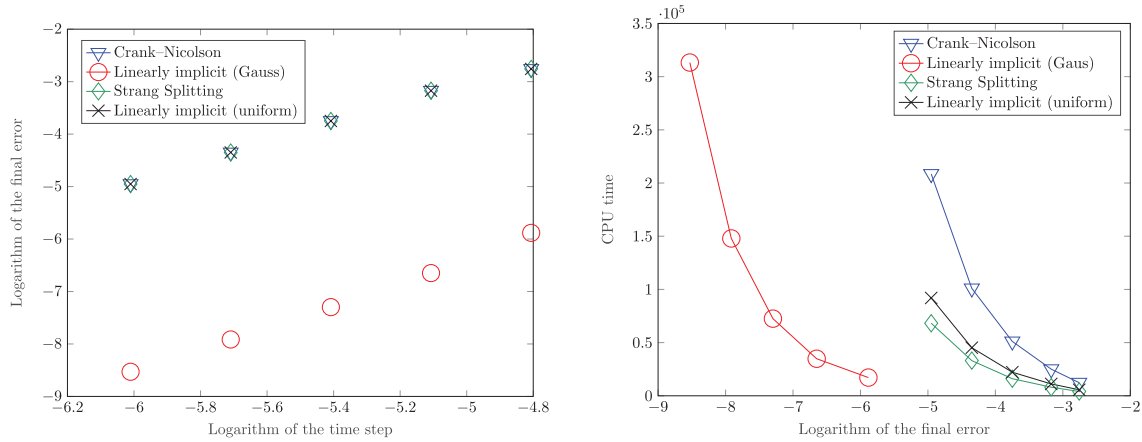 −2
−3
−4
−5
−6
−7
−8
−9
Logarithm of the final error
Crank–Nicolson
Linearly implicit (Gauss)
Strang Splitting
Linearly implicit (uniform)
−6.2 −6 −5.8 −5.6 −5.4 −5.2 −5 −4.8
Logarithm of the time step
·10⁵
3.5
3
2.5
2
1.5
1
0.5
0
CPU time
Crank–Nicolson
Linearly implicit (Gaus)
Strang Splitting
Linearly implicit (uniform)
−9 −8 −7 −6 −5 −4 −3 −2
Logarithm of the final error